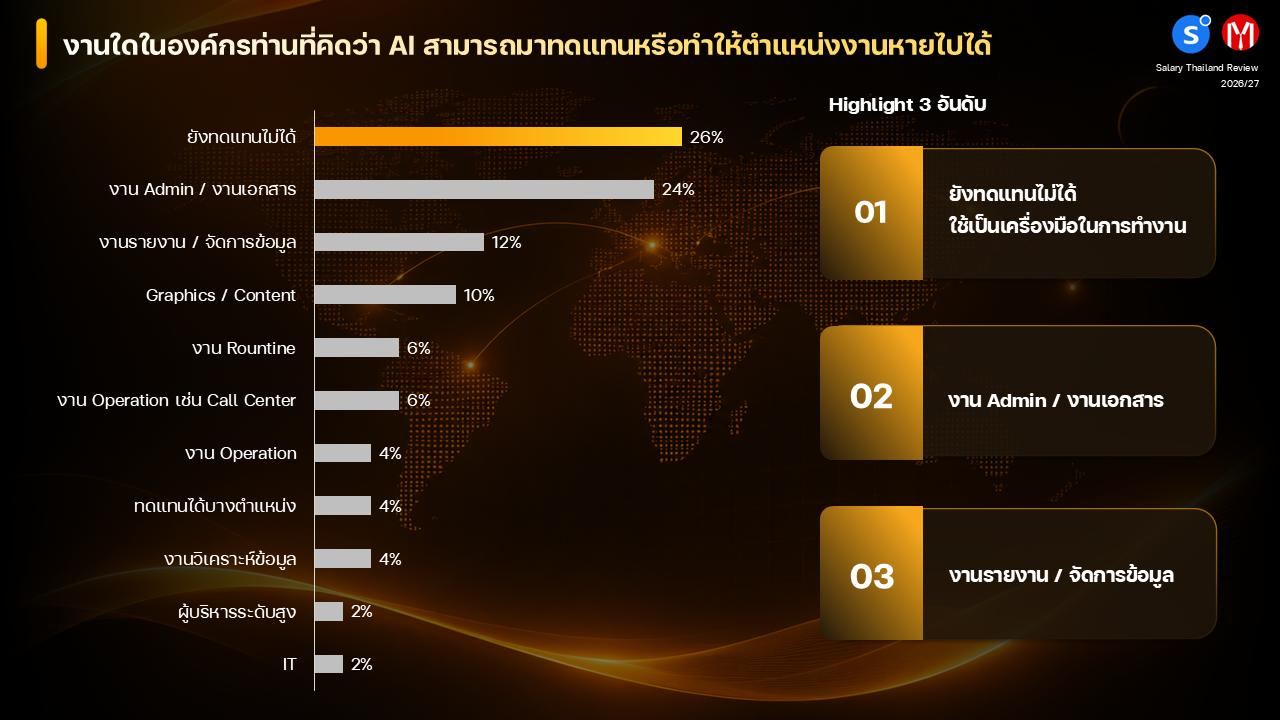 งานใดในองค์กรท่านที่คิดว่า AI สามารถมาทดแทนหรือทำให้ตำแหน่งงานหายไปได้
S M
Salary Thailand Review
2026/27
ยังทดแทนไม่ได้ 26%
งาน Admin / งานเอกสาร 24%
งานรายงาน / จัดการข้อมูล 12%
Graphics / Content 10%
งาน Rountine 6%
งาน Operation เช่น Call Center 6%
งาน Operation 4%
ทดแทนได้บางตำแหน่ง 4%
งานวิเคราะห์ข้อมูล 4%
ผู้บริหารระดับสูง 2%
IT 2%
Highlight 3 อันดับ
01
ยังทดแทนไม่ได้
ใช้เป็นเครื่องมือในการทำงาน
02
งาน Admin / งานเอกสาร
03
งานรายงาน / จัดการข้อมูล